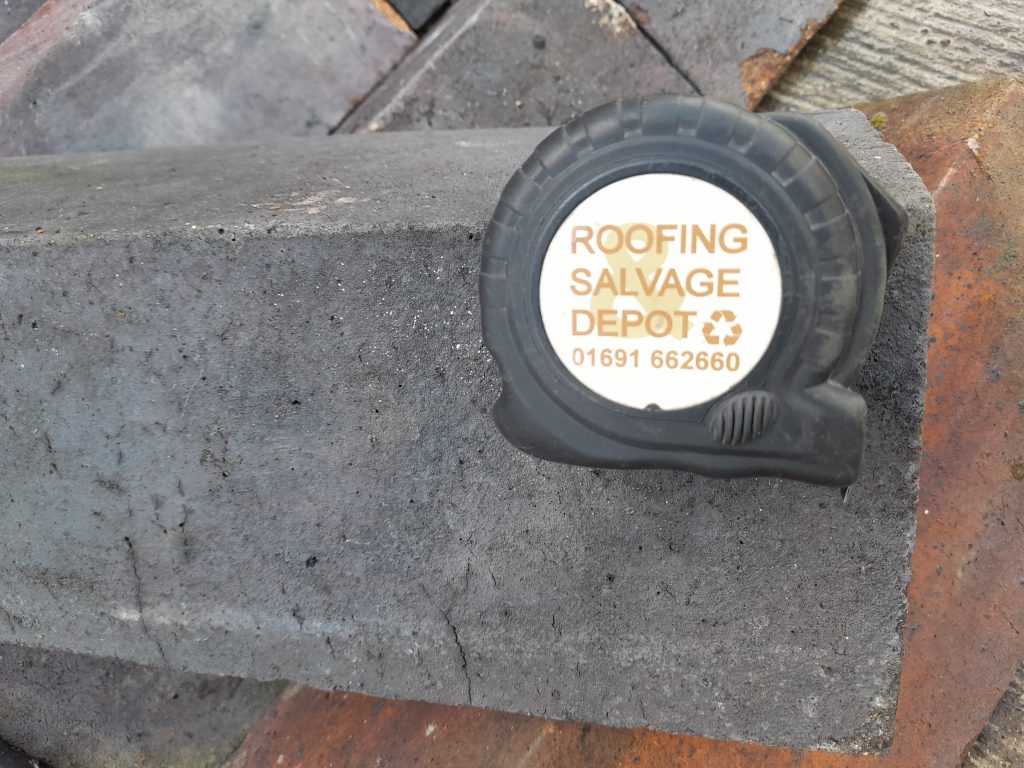 ROOFING
&
SALVAGE
DEPOT
01691 662660